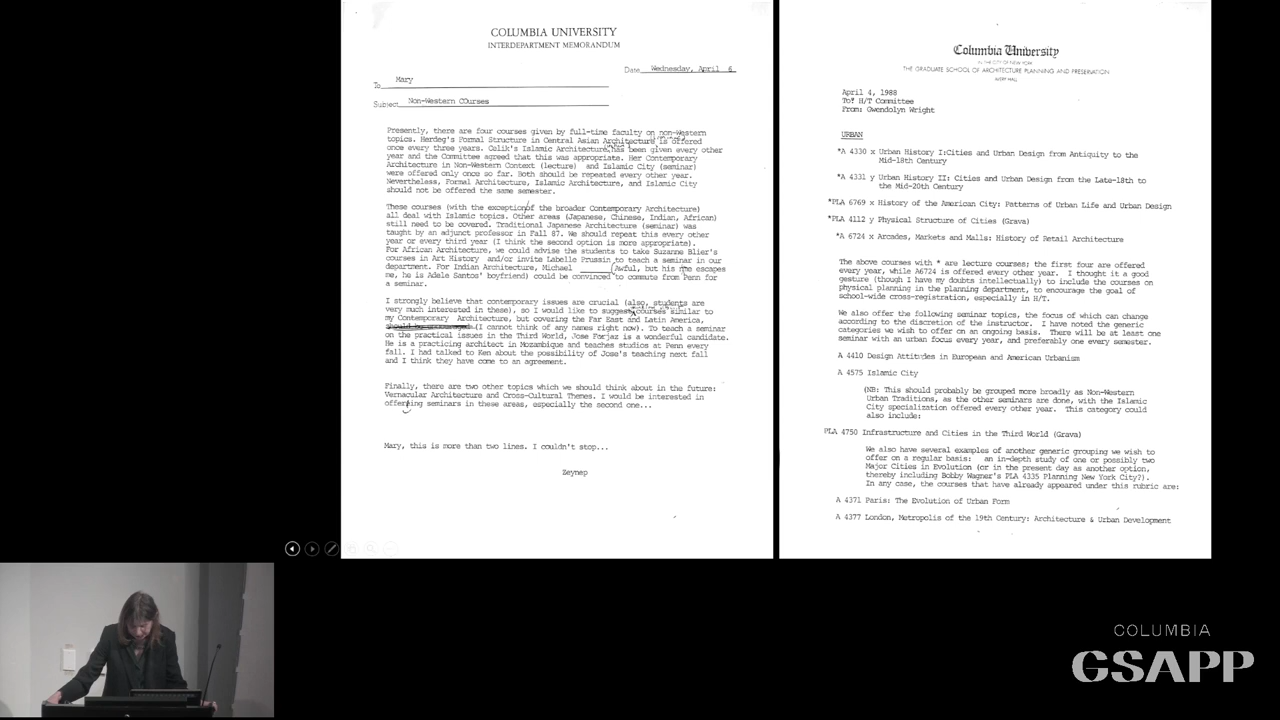 COLUMBIA UNIVERSITY
INTERDEPARTMENT MEMORANDUM
Date Wednesday, April 6
To Mary
Subject Non-Western COurses
Presently, there are four courses given by full-time faculty on non-Western
topics. Herdeg's Formal Structure in Central Asian Architecture is offered
once every three years. Celik's Islamic Architecture has been given every other
year and the Committee agreed that this was appropriate. Her Contemporary
Architecture in Non-Western Context (lecture) and Islamic City (seminar)
were offered only once so far. Both should be repeated every other year.
Nevertheless, Formal Architecture, Islamic Architecture, and Islamic City
should not be offered the same semester.
These courses (with the exception of the broader Contemporary Architecture)
all deal with Islamic topics. Other areas (Japanese, Chinese, Indian, African)
still need to be covered. Traditional Japanese Architecture (seminar) was
taught by an adjunct professor in Fall 87. We should repeat this every other
year or every third year (I think the second option is more appropriate).
For African Architecture, we could advise the students to take Suzanne Blier's
courses in Art History and/or invite Labelle Prussin to teach a seminar in our
department. For Indian Architecture, Michael ______ (Awful, but his name escapes
me, he is Adele Santos' boyfriend) could be convinced to commute from Penn for
a seminar.
I strongly believe that contemporary issues are crucial (also, students are
very much interested in these), so I would like to suggest courses similar to
my Contemporary Architecture, but covering the Far East and Latin America,
(I cannot think of any names right now). To teach a seminar
on the practical issues in the Third World, Jose Forjaz is a wonderful candidate.
He is a practicing architect in Mozambique and teaches studios at Penn every
fall. I had talked to Ken about the possibility of Jose's teaching next fall
and I think they have come to an agreement.
Finally, there are two other topics which we should think about in the future:
Vernacular Architecture and Cross-Cultural Themes. I would be interested in
offering seminars in these areas, especially the second one...
Mary, this is more than two lines. I couldn't stop...
Zeynep
Columbia University
IN THE CITY OF NEW YORK
THE GRADUATE SCHOOL OF ARCHITECTURE PLANNING AND PRESERVATION
AVERY HALL
April 4, 1988
To? H/T Committee
From: Gwendolyn Wright
URBAN
*A 4330 x Urban History I:Cities and Urban Design from Antiquity to the
Mid-18th Century
*A 4331 y Urban History II: Cities and Urban Design from the Late-18th to
the Mid-20th Century
*PLA 6769 x History of the American City: Patterns of Urban Life and Urban Design
*PLA 4112 y Physical Structure of Cities (Grava)
*A 6724 x Arcades, Markets and Malls: History of Retail Architecture
The above courses with * are lecture courses; the first four are offered
every year, while A6724 is offered every other year. I thought it a good
gesture (though I have my doubts intellectually) to include the courses on
physical planning in the planning department, to encourage the goal of
school-wide cross-registration, especially in H/T.
We also offer the following seminar topics, the focus of which can change
according to the discretion of the instructor. I have noted the generic
categories we wish to offer on an ongoing basis. There will be at least one
seminar with an urban focus every year, and preferably one every semester.
A 4410 Design Attitudes in European and American Urbanism
A 4575 Islamic City
(NB: This should probably be grouped more broadly as Non-Western
Urban Traditions, as the other seminars are done, with the Islamic
City specialization offered every other year. This category could
also include:
PLA 4750 Infrastructure and Cities in the Third World (Grava)
We also have several examples of another generic grouping we wish to
offer on a regular basis: an in-depth study of one or possibly two
Major Cities in Evolution (or in the present day as another option,
thereby including Bobby Wagner's PLA 4335 Planning New York City?).
In any case, the courses that have already appeared under this rubric are:
A 4371 Paris: The Evolution of Urban Form
A 4377 London, Metropolis of the 19th Century: Architecture & Urban Development
COLUMBIA
GSAPP